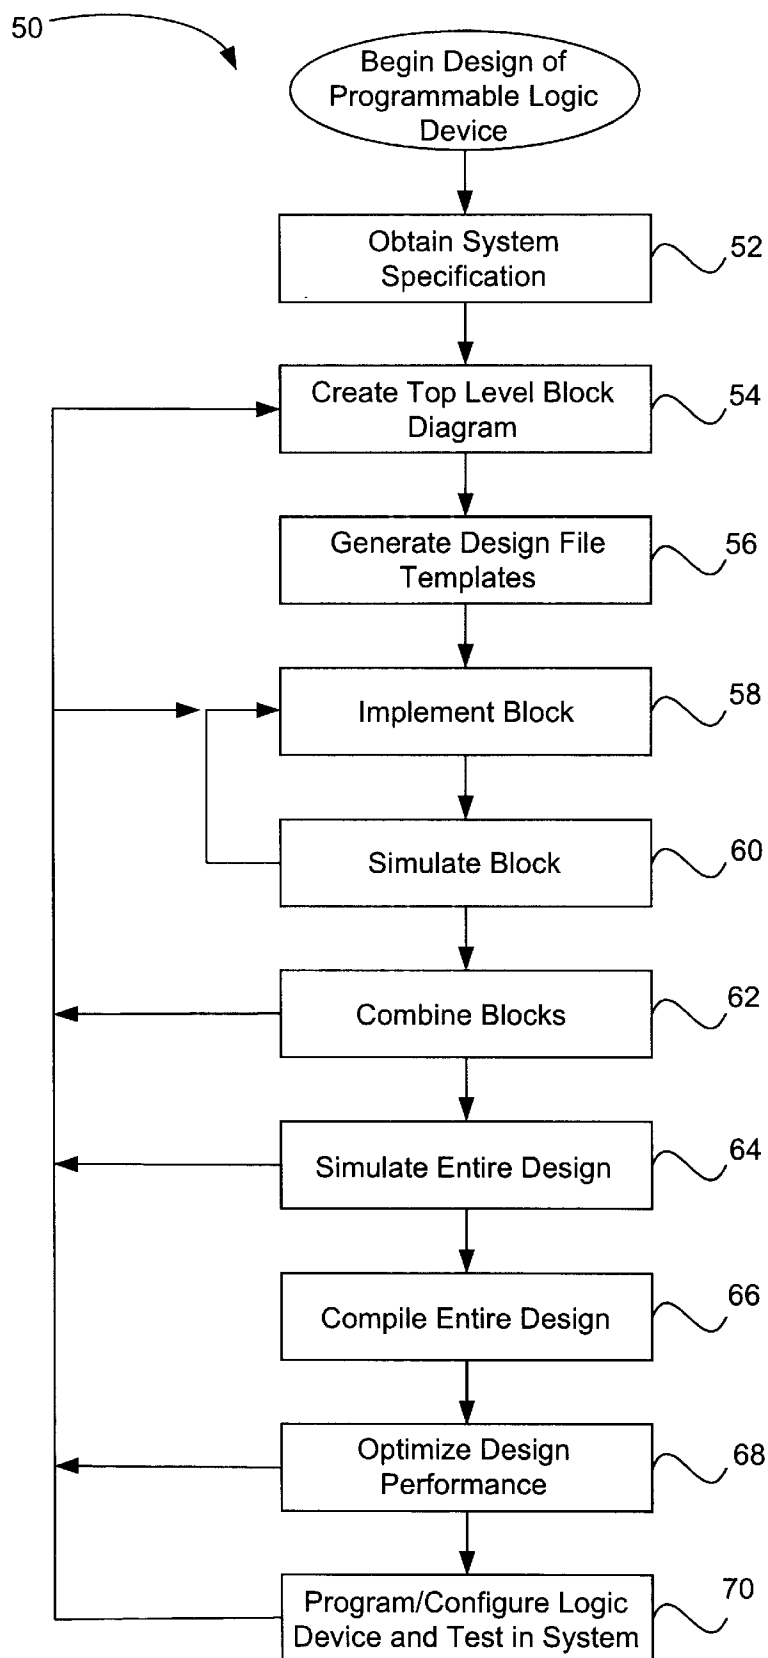 50
Begin Design of
Programmable Logic
Device
Obtain System
Specification
52
Create Top Level Block
Diagram
54
Generate Design File
Templates
56
Implement Block
58
Simulate Block
60
Combine Blocks
62
Simulate Entire Design
64
Compile Entire Design
66
Optimize Design
Performance
68
Program/Configure Logic
Device and Test in System
70